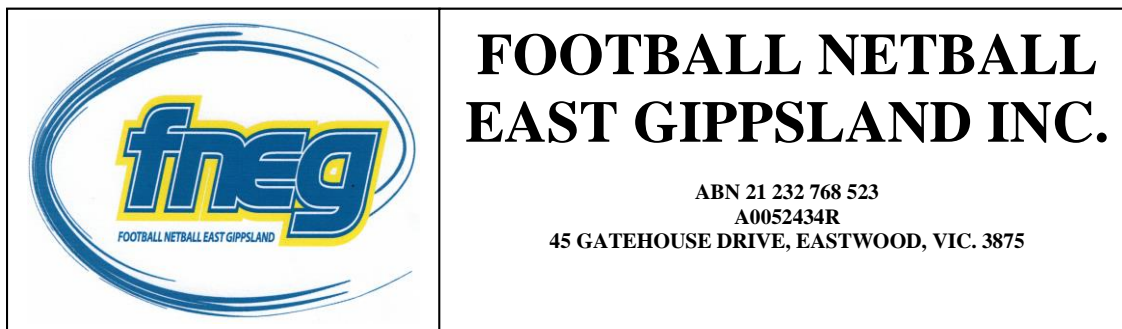 fneg
FOOTBALL NETBALL EAST GIPPSLAND
FOOTBALL NETBALL
EAST GIPPSLAND INC.
ABN 21 232 768 523
A0052434R
45 GATEHOUSE DRIVE, EASTWOOD, VIC. 3875